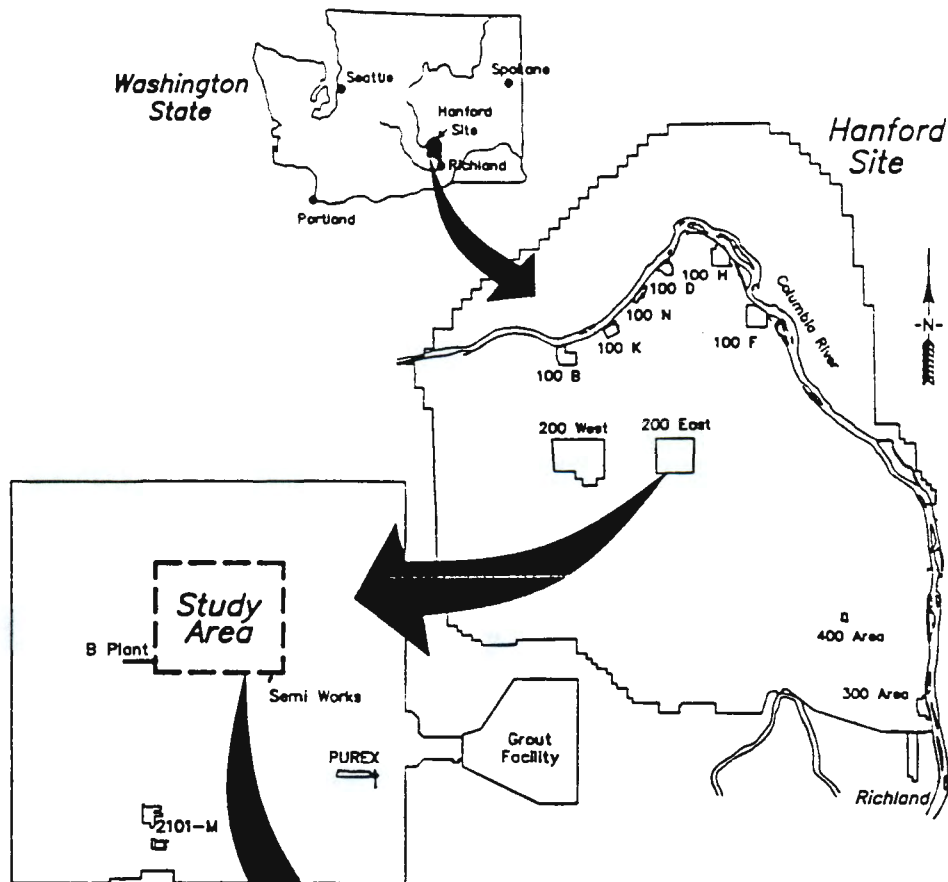 Washington
State
Seattle
Spokane
Hanford
Site
Richland
Portland
Hanford
Site
100 H
100 D
100 N
100 K
100 B
100 F
Columbia River
-N-
200 West
200 East
Study
Area
B Plant
Semi Works
400 Area
300 Area
Grout
Facility
PUREX
Richland
2101-M